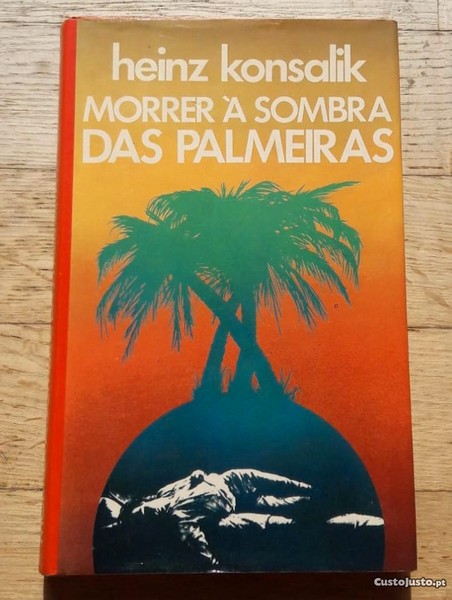 heinz konsalik
MORRER À SOMBRA
DAS PALMEIRAS
CustoJusto.pt